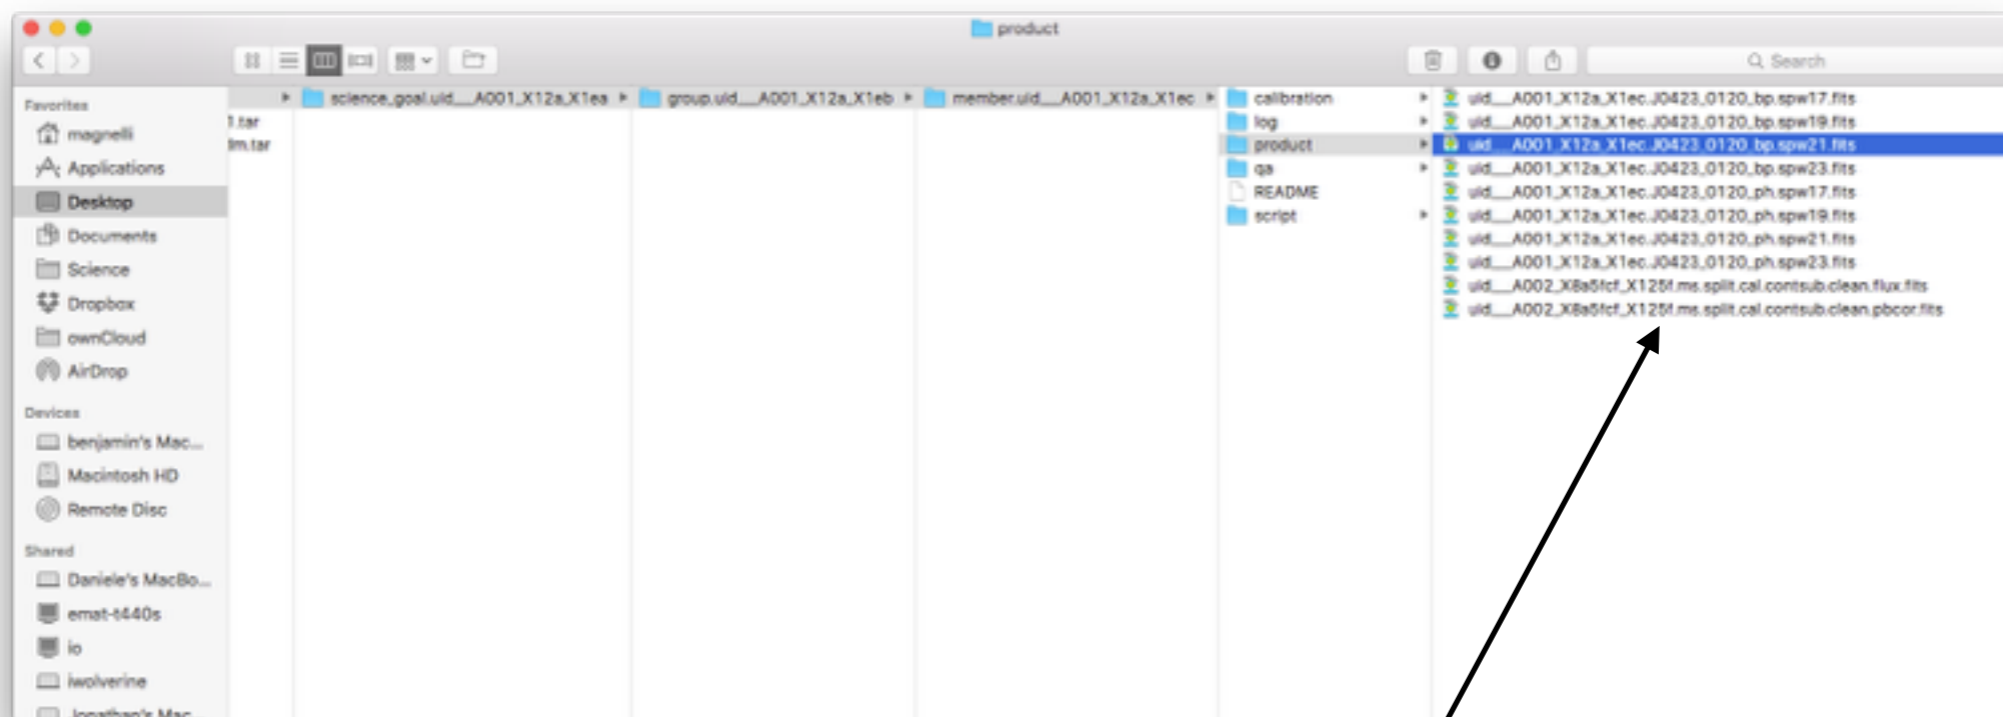 product
Search
Favorites
magnelli
Applications
Desktop
Documents
Science
Dropbox
ownCloud
AirDrop
Devices
benjamin's Mac...
Macintosh HD
Remote Disc
Shared
Daniele's MacBo...
emat-t440s
io
iwolverine
Jonathan's Mac...
1.tar
lm.tar
science_goal.uid___A001_X12a_X1ea
group.uid___A001_X12a_X1eb
member.uid___A001_X12a_X1ec
calibration
log
product
qa
README
script
uid___A001_X12a_X1ec.J0423_0120_bp.spw17.fits
uid___A001_X12a_X1ec.J0423_0120_bp.spw19.fits
uid___A001_X12a_X1ec.J0423_0120_bp.spw21.fits
uid___A001_X12a_X1ec.J0423_0120_bp.spw23.fits
uid___A001_X12a_X1ec.J0423_0120_ph.spw17.fits
uid___A001_X12a_X1ec.J0423_0120_ph.spw19.fits
uid___A001_X12a_X1ec.J0423_0120_ph.spw21.fits
uid___A001_X12a_X1ec.J0423_0120_ph.spw23.fits
uid___A002_X8a5fcf_X125f.ms.split.cal.contsub.clean.flux.fits
uid___A002_X8a5fcf_X125f.ms.split.cal.contsub.clean.pbcor.fits